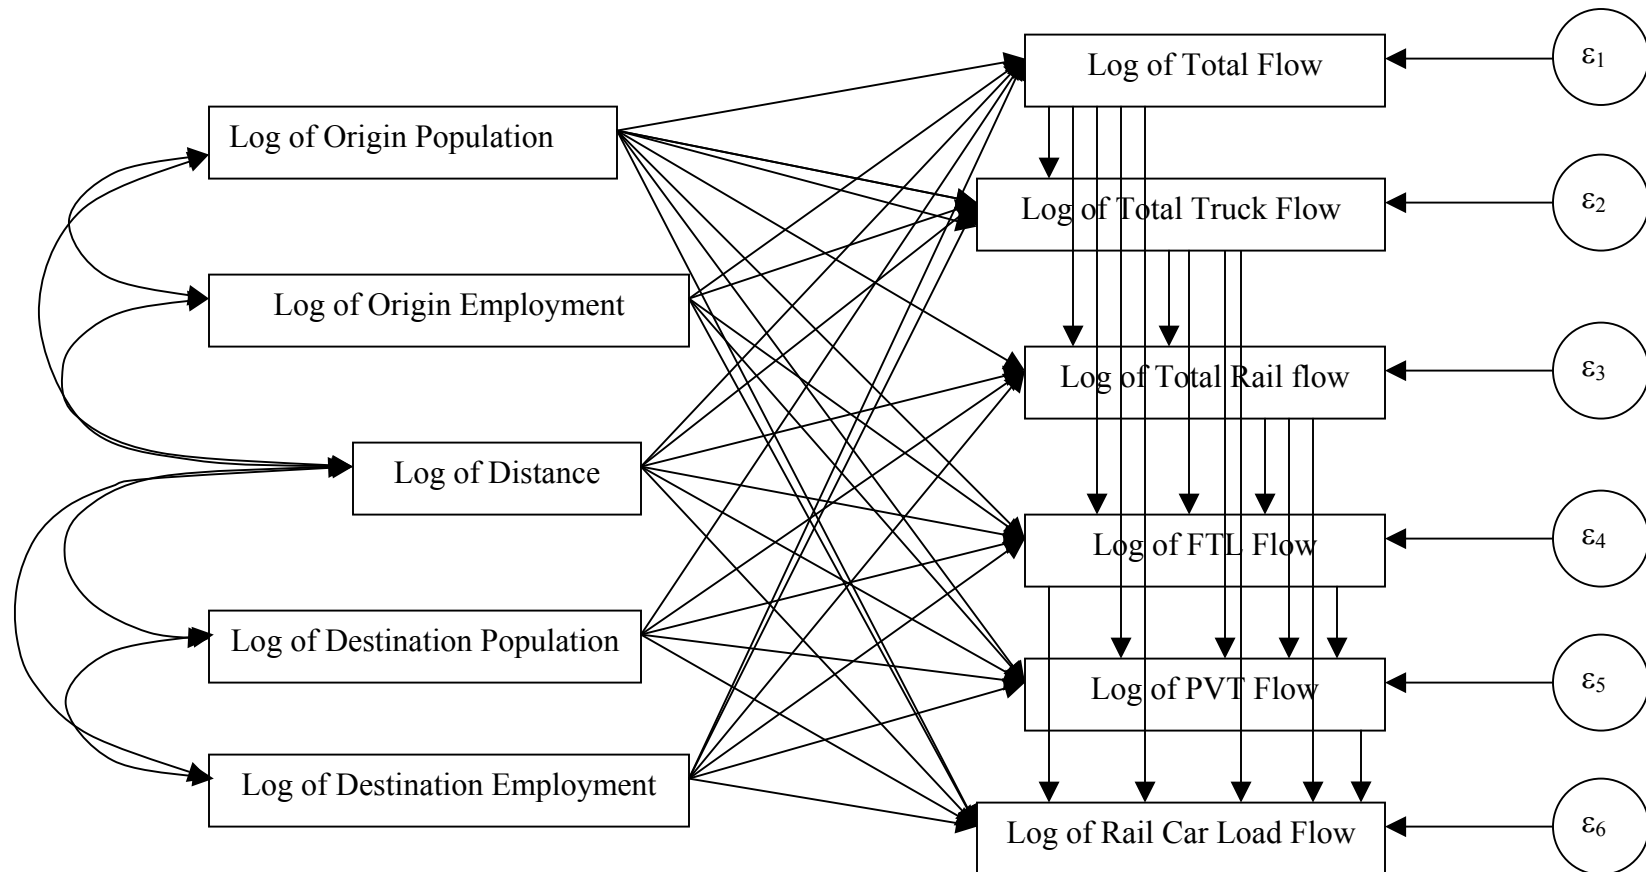 Log of Total Flow
ε1
Log of Origin Population
Log of Total Truck Flow
ε2
Log of Origin Employment
Log of Total Rail flow
ε3
Log of Distance
Log of FTL Flow
ε4
Log of Destination Population
Log of PVT Flow
ε5
Log of Destination Employment
Log of Rail Car Load Flow
ε6